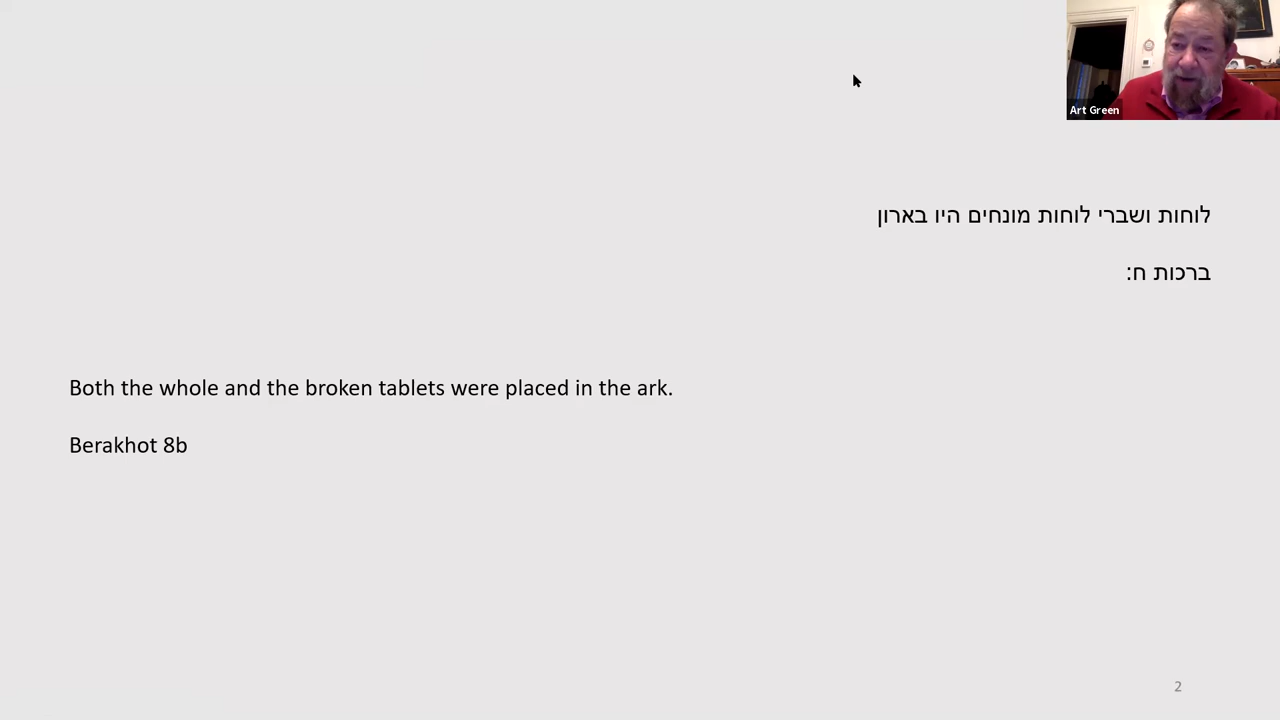 Art Green
לוחות ושברי לוחות מונחים היו בארון
ברכות ח:
Both the whole and the broken tablets were placed in the ark.
Berakhot 8b
2